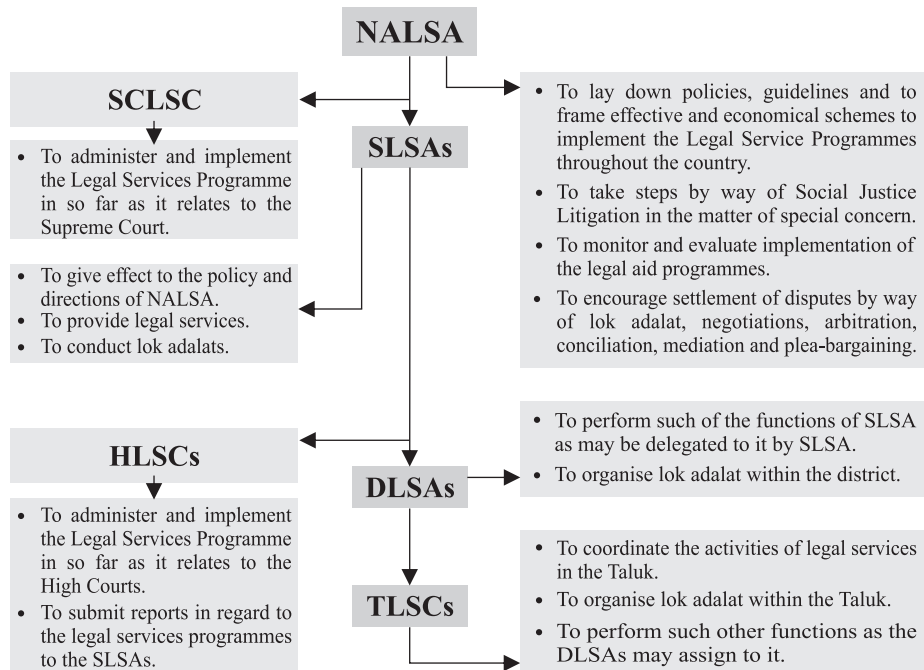 NALSA
SCLSC
• To administer and implement
the Legal Services Programme
in so far as it relates to the
Supreme Court.
SLSAs
• To lay down policies, guidelines and to
frame effective and economical schemes to
implement the Legal Service Programmes
throughout the country.
• To take steps by way of Social Justice
Litigation in the matter of special concern.
• To monitor and evaluate implementation of
the legal aid programmes.
• To encourage settlement of disputes by way
of lok adalat, negotiations, arbitration,
conciliation, mediation and plea-bargaining.
• To give effect to the policy and
directions of NALSA.
• To provide legal services.
• To conduct lok adalats.
HLSCs
• To administer and implement
the Legal Services Programme
in so far as it relates to the
High Courts.
• To submit reports in regard to
the legal services programmes
to the SLSAs.
DLSAs
• To perform such of the functions of SLSA
as may be delegated to it by SLSA.
• To organise lok adalat within the district.
TLSCs
• To coordinate the activities of legal services
in the Taluk.
• To organise lok adalat within the Taluk.
• To perform such other functions as the
DLSAs may assign to it.